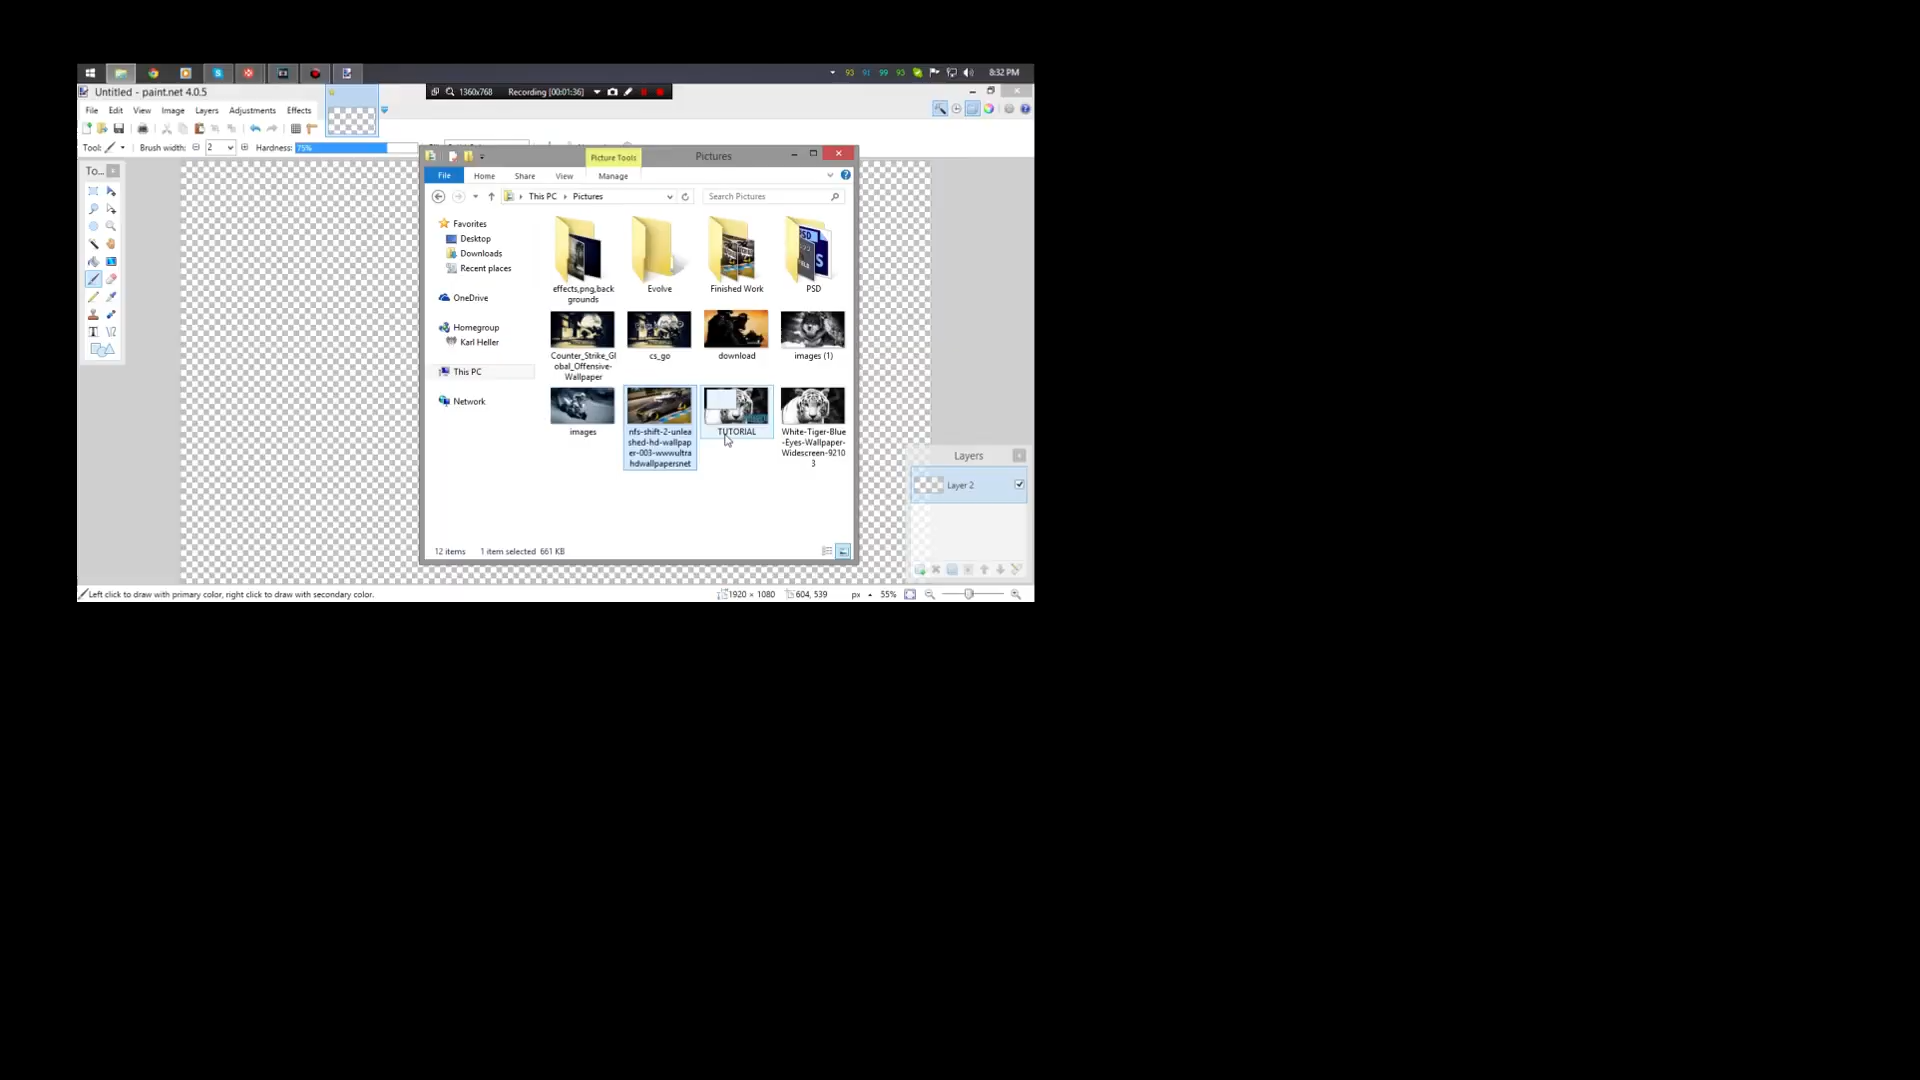 93 91 99 93 8:32 PM
Untitled - paint.net 4.0.5
1360x768 Recording [00:01:36]
File Edit View Image Layers Adjustments Effects
Tool: Brush width: 2 Hardness: 75%
To...
Picture Tools Pictures
File Home Share View Manage
This PC Pictures Search Pictures
Favorites
Desktop
Downloads
Recent places
OneDrive
Homegroup
Karl Heller
This PC
Network
effects,png,back
grounds
Evolve
Finished Work
PSD
Counter_Strike_Gl
obal_Offensive-
Wallpaper
cs_go
download
images (1)
images
nfs-shift-2-unlea
shed-hd-wallpap
er-003-wwwultra
hdwallpapersnet
TUTORIAL
White-Tiger-Blue
-Eyes-Wallpaper-
Widescreen-9210
3
12 items 1 item selected 661 KB
Layers
Layer 2
Left click to draw with primary color, right click to draw with secondary color.
1920 × 1080 604, 539 px 55%